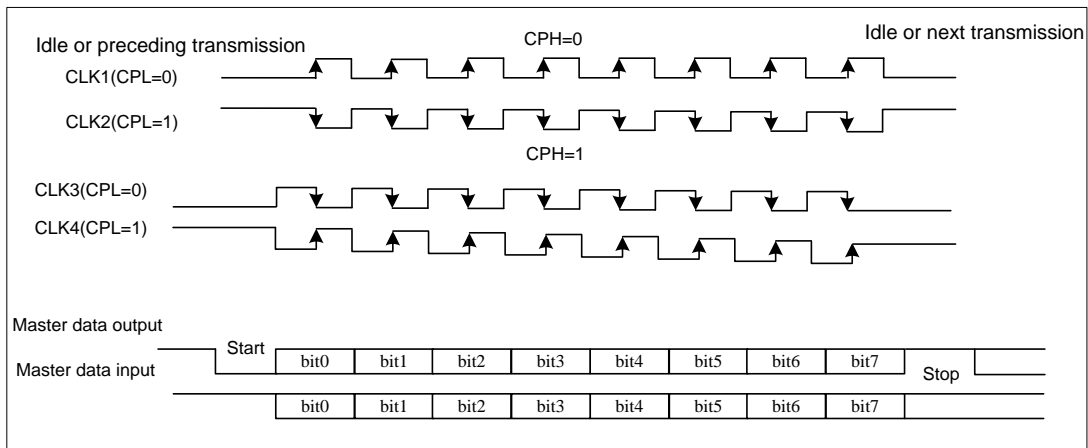 Idle or preceding transmission
CPH=0
Idle or next transmission
CLK1(CPL=0)
CLK2(CPL=1)
CPH=1
CLK3(CPL=0)
CLK4(CPL=1)
Master data output
Start
bit0 bit1 bit2 bit3 bit4 bit5 bit6 bit7
Stop
Master data input
bit0 bit1 bit2 bit3 bit4 bit5 bit6 bit7